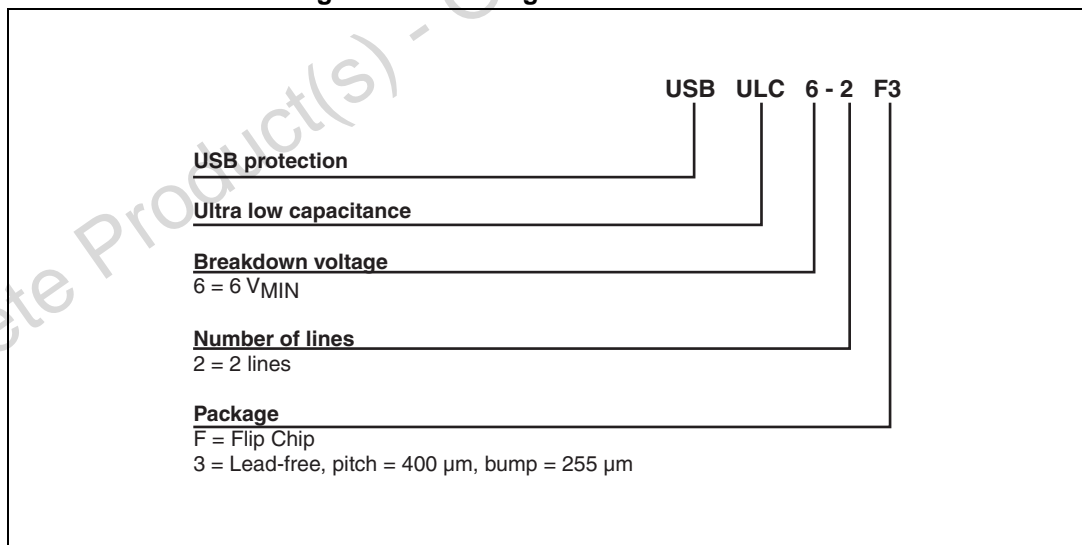 USB ULC 6 - 2 F3
USB protection
Ultra low capacitance
Breakdown voltage
6 = 6 VMIN
Number of lines
2 = 2 lines
Package
F = Flip Chip
3 = Lead-free, pitch = 400 µm, bump = 255 µm
Product(s) -